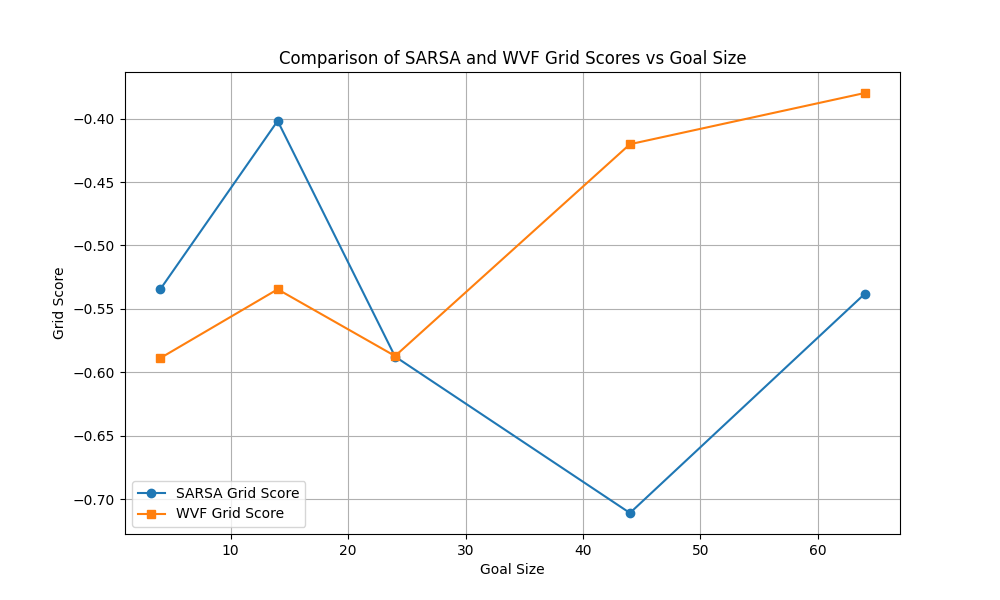 Comparison of SARSA and WVF Grid Scores vs Goal Size
Grid Score
−0.40
−0.45
−0.50
−0.55
−0.60
−0.65
−0.70
SARSA Grid Score
WVF Grid Score
10 20 30 40 50 60
Goal Size